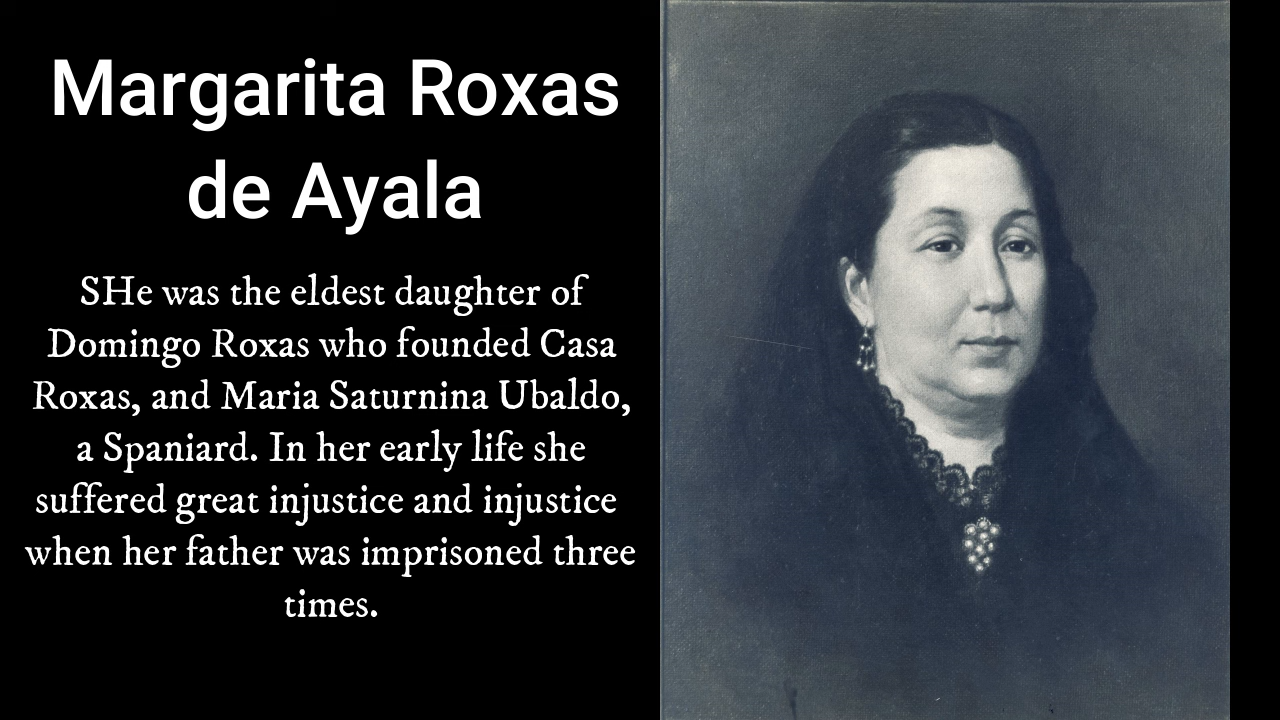 Margarita Roxas
de Ayala
SHe was the eldest daughter of
Domingo Roxas who founded Casa
Roxas, and Maria Saturnina Ubaldo,
a Spaniard. In her early life she
suffered great injustice and injustice
when her father was imprisoned three
times.